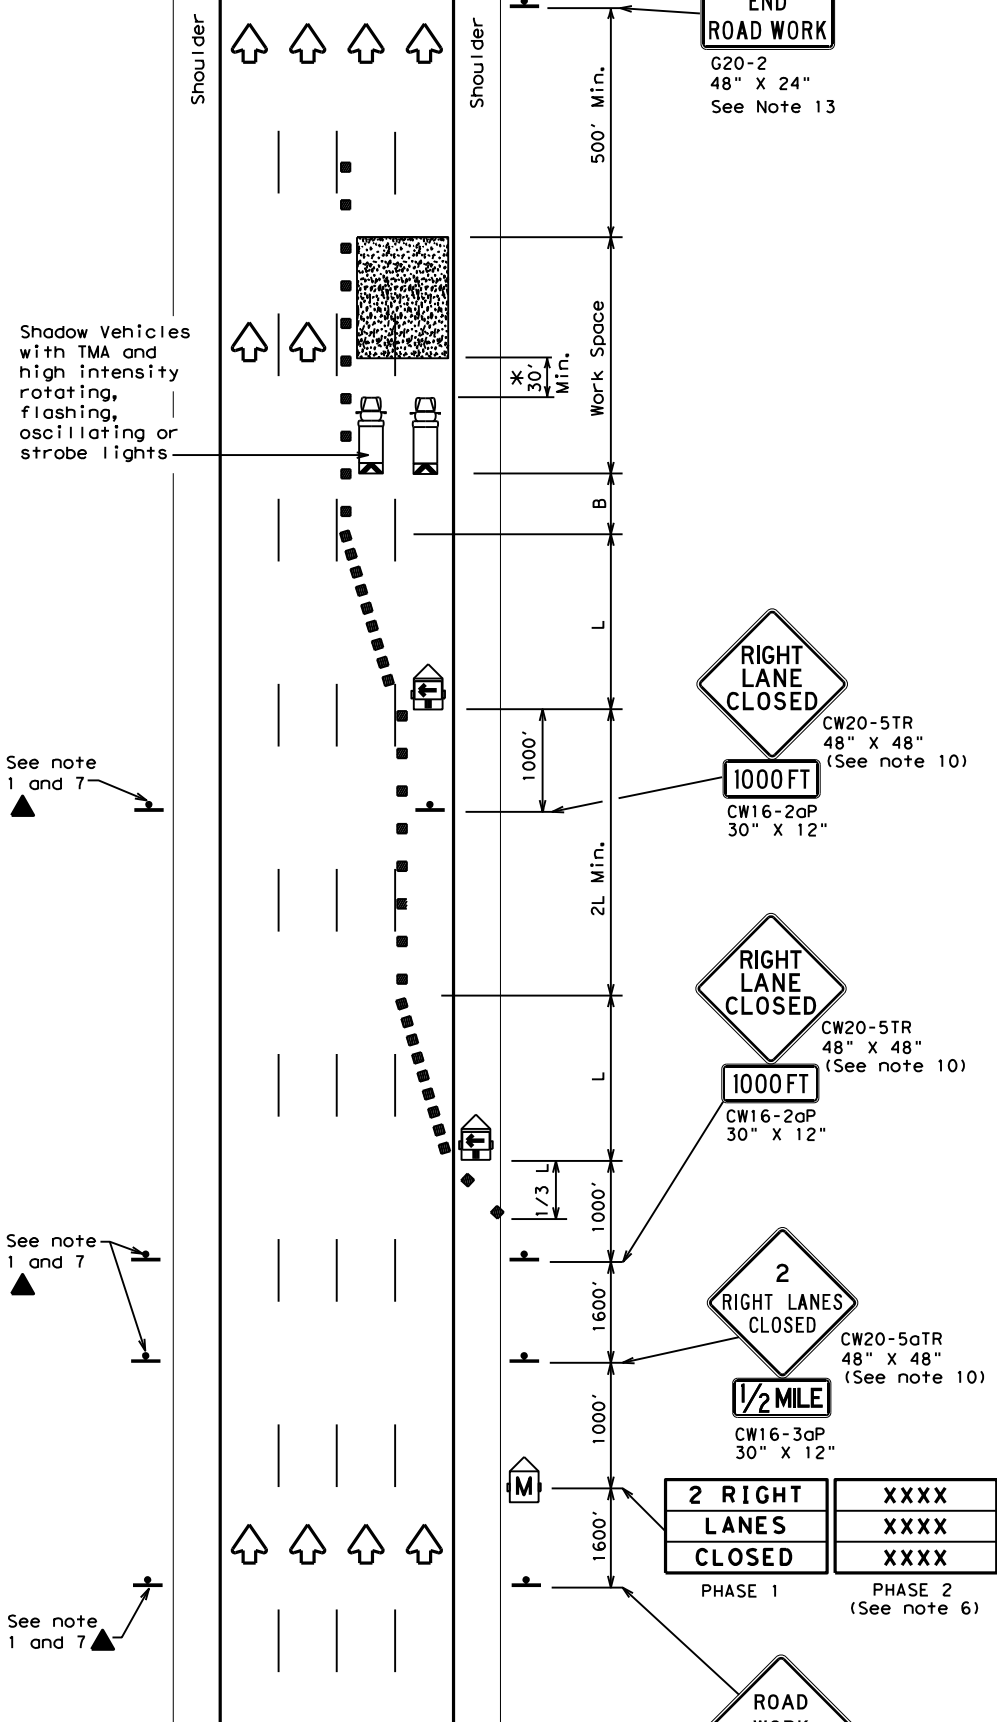 END
ROAD WORK
G20-2
48" X 24"
See Note 13
Shoulder
Shoulder
500' Min.
Shadow Vehicles
with TMA and
high intensity
rotating,
flashing,
oscillating or
strobe lights
* 30'
Min.
Work Space
B
L
RIGHT
LANE
CLOSED
CW20-5TR
48" X 48"
(See note 10)
1000 FT
CW16-2aP
30" X 12"
1000'
See note
1 and 7
2L Min.
RIGHT
LANE
CLOSED
CW20-5TR
48" X 48"
(See note 10)
1000 FT
CW16-2aP
30" X 12"
L
1/3 L
1000'
See note
1 and 7
1600'
2
RIGHT LANES
CLOSED
CW20-5aTR
48" X 48"
(See note 10)
1/2 MILE
CW16-3aP
30" X 12"
1000'
M
2 RIGHT
LANES
CLOSED
PHASE 1
XXXX
XXXX
XXXX
PHASE 2
(See note 6)
1600'
See note
1 and 7
ROAD